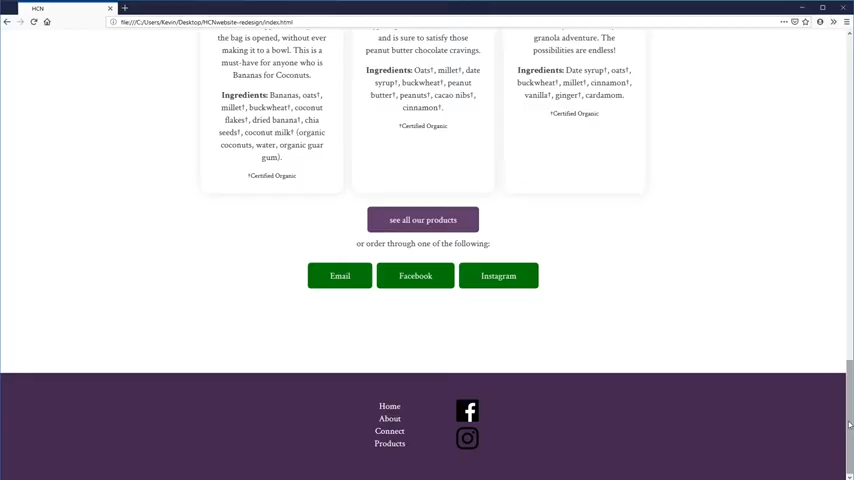 HCN
file:///C:/Users/Kevin/Desktop/HCNwebsite-redesign/index.html
the bag is opened, without ever
making it to a bowl. This is a
must-have for anyone who is
Bananas for Coconuts.
Ingredients: Bananas, oats†,
millet†, buckwheat†, coconut
flakes†, dried banana†, chia
seeds†, coconut milk† (organic
coconuts, water, organic guar
gum).
†Certified Organic
and is sure to satisfy those
peanut butter chocolate cravings.
Ingredients: Oats†, millet†, date
syrup†, buckwheat†, peanut
butter†, peanuts†, cacao nibs†,
cinnamon†.
†Certified Organic
granola adventure. The
possibilities are endless!
Ingredients: Date syrup†, oats†,
buckwheat†, millet†, cinnamon†,
vanilla†, ginger†, cardamom.
†Certified Organic
see all our products
or order through one of the following:
Email
Facebook
Instagram
Home
About
Connect
Products